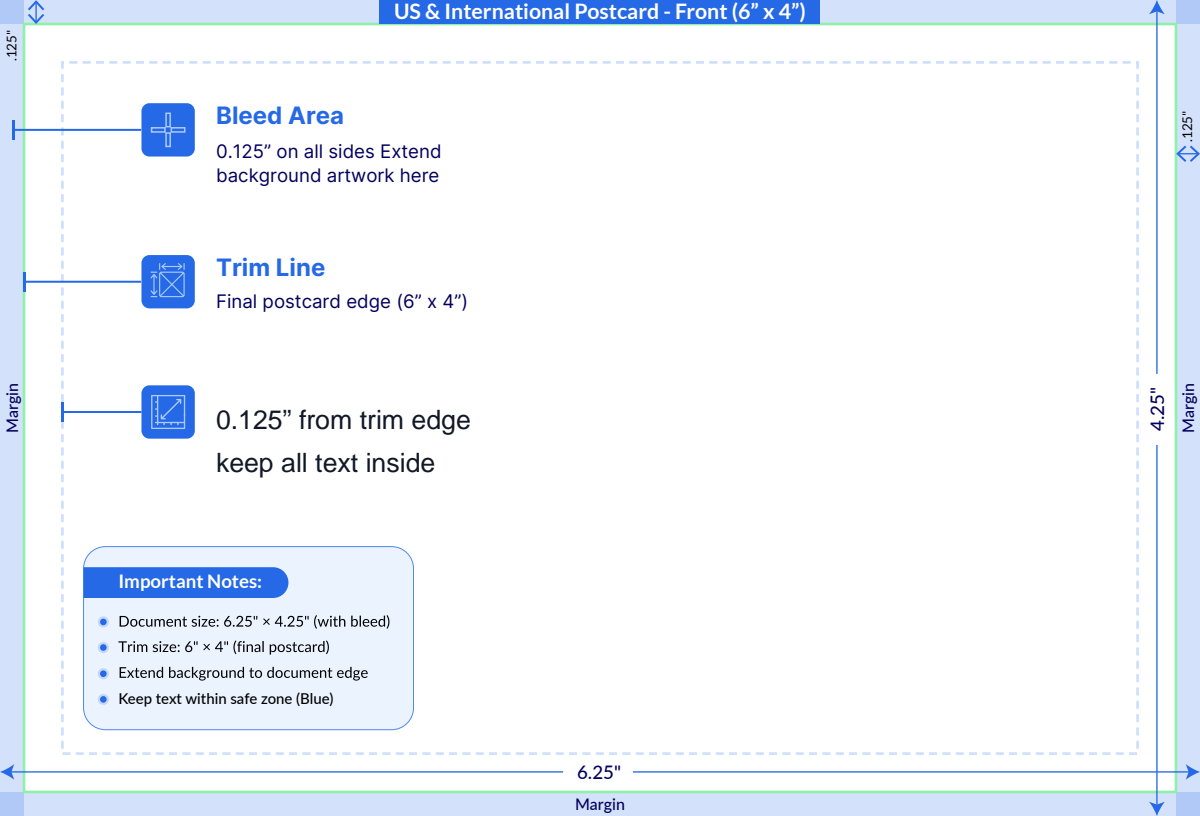 US & International Postcard - Front (6” x 4”)
.125"
.125"
Bleed Area
0.125” on all sides Extend
background artwork here
Trim Line
Final postcard edge (6” x 4”)
Margin
Margin
4.25"
0.125” from trim edge
keep all text inside
Important Notes:
Document size: 6.25" × 4.25" (with bleed)
Trim size: 6" × 4" (final postcard)
Extend background to document edge
Keep text within safe zone (Blue)
6.25"
Margin